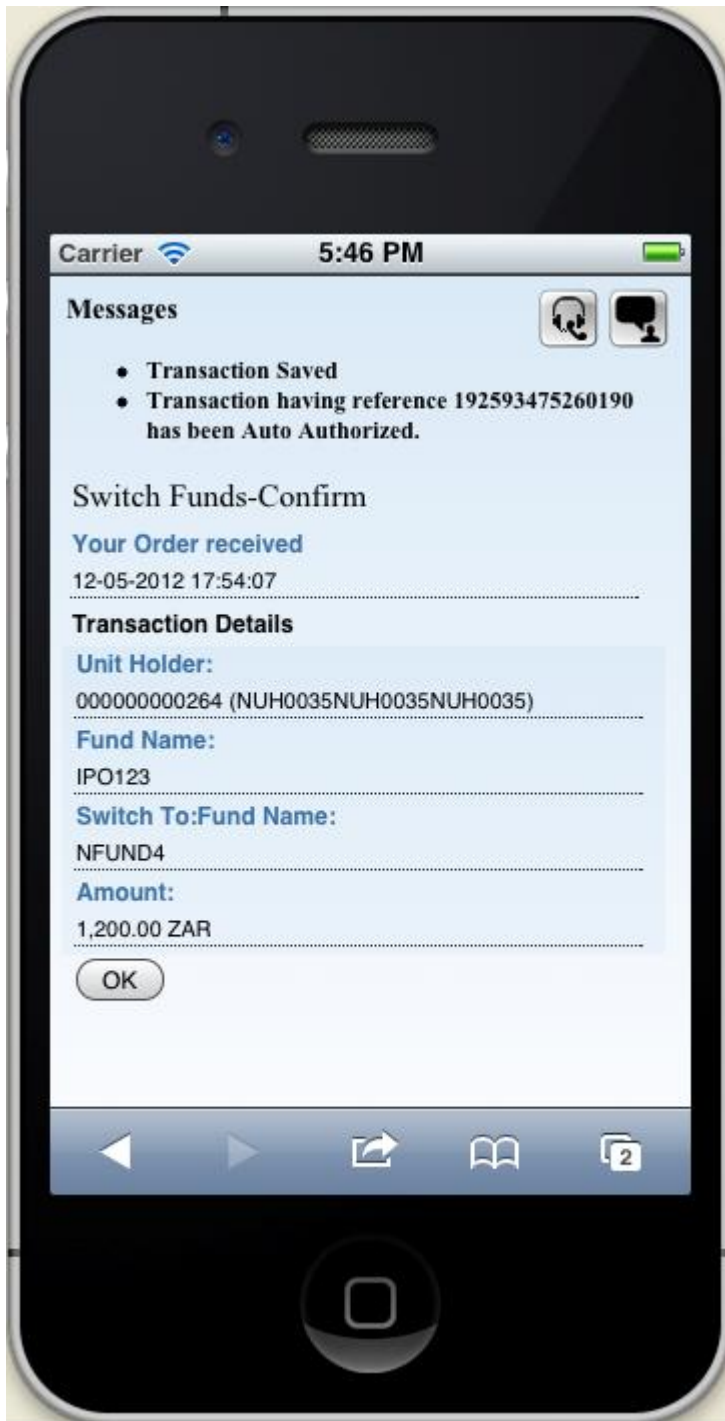 Carrier 5:46 PM
Messages
• Transaction Saved
• Transaction having reference 192593475260190
has been Auto Authorized.
Switch Funds-Confirm
Your Order received
12-05-2012 17:54:07
Transaction Details
Unit Holder:
000000000264 (NUH0035NUH0035NUH0035)
Fund Name:
IPO123
Switch To:Fund Name:
NFUND4
Amount:
1,200.00 ZAR
OK
2